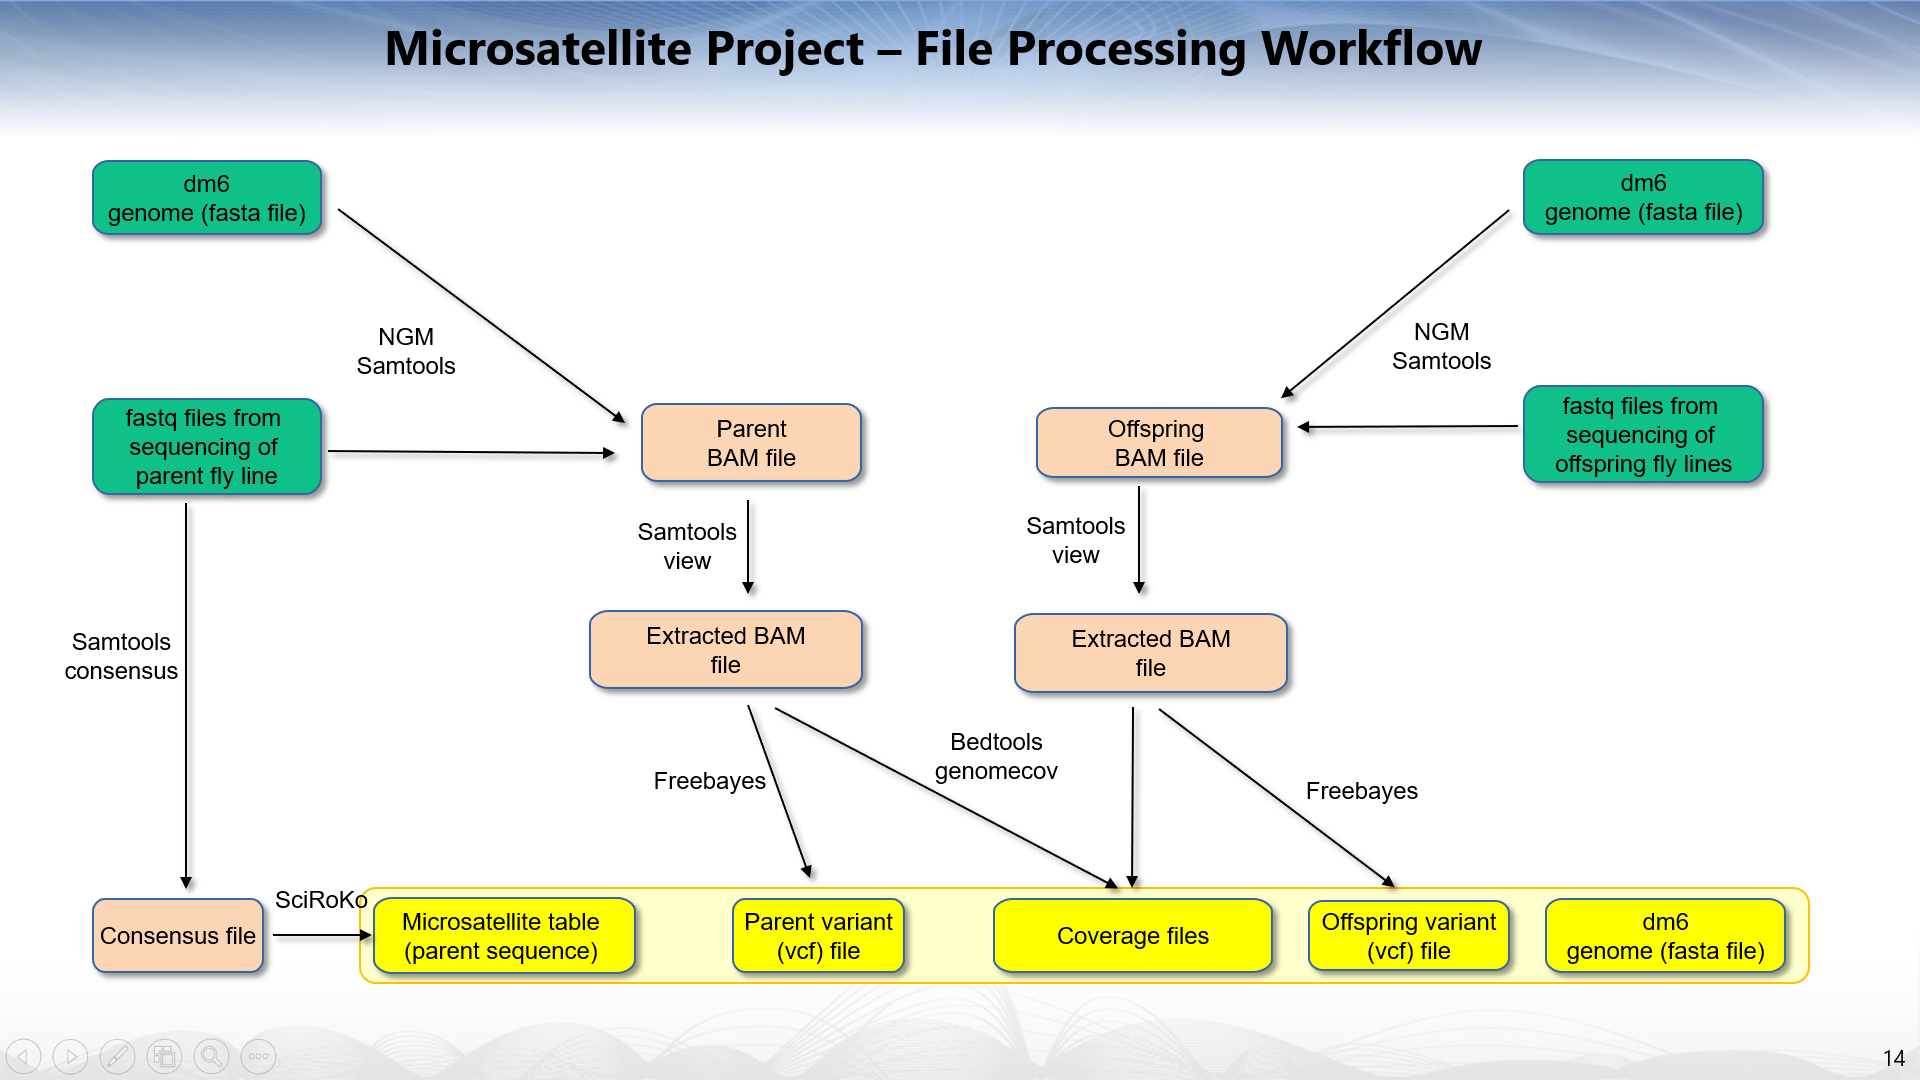 Microsatellite Project – File Processing Workflow
dm6
genome (fasta file)
dm6
genome (fasta file)
NGM
Samtools
NGM
Samtools
fastq files from
sequencing of
parent fly line
Parent
BAM file
Offspring
BAM file
fastq files from
sequencing of
offspring fly lines
Samtools
view
Samtools
view
Samtools
consensus
Extracted BAM
file
Extracted BAM
file
Freebayes
Bedtools
genomecov
Freebayes
SciRoKo
Consensus file
Microsatellite table
(parent sequence)
Parent variant
(vcf) file
Coverage files
Offspring variant
(vcf) file
dm6
genome (fasta file)
14